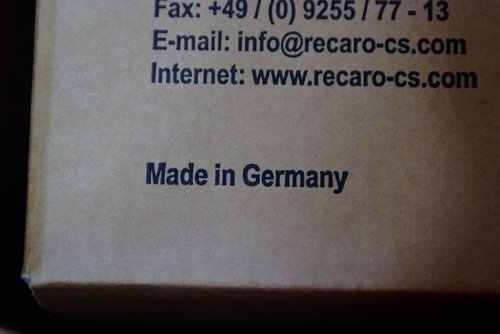 Fax: +49 / (0) 9255 / 77 - 13
E-mail: info@recaro-cs.com
Internet: www.recaro-cs.com
Made in Germany